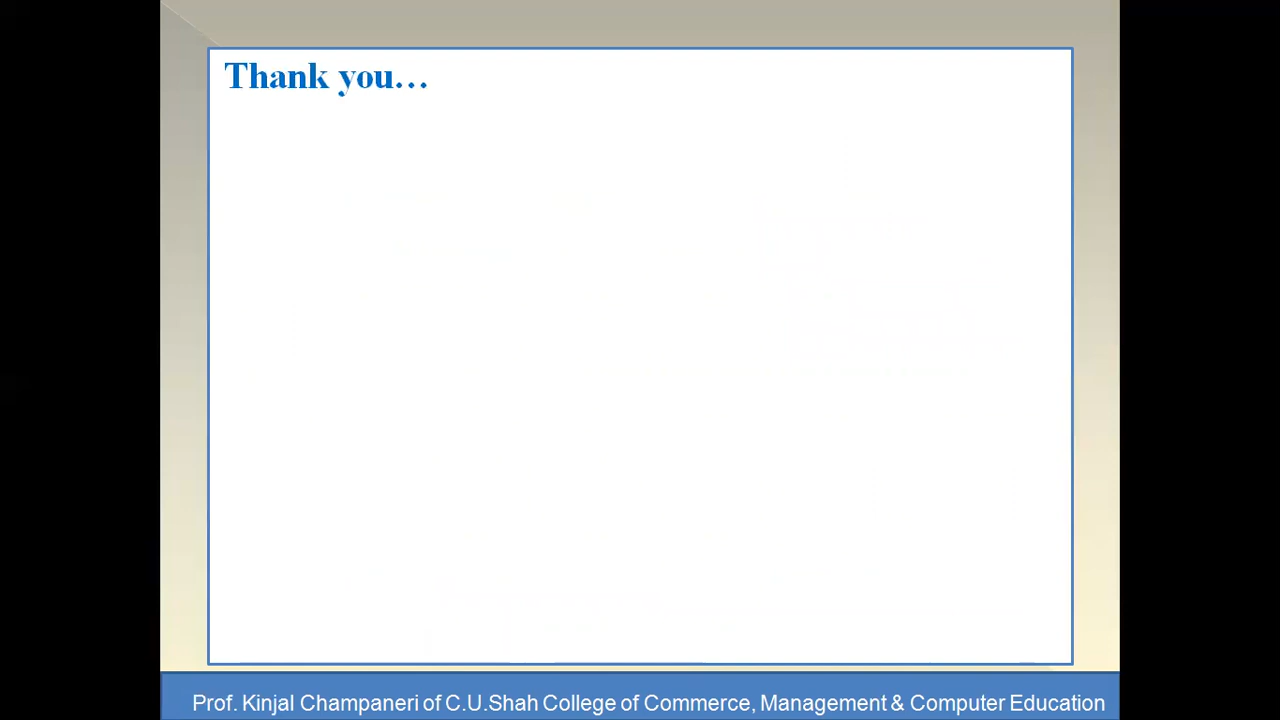 Thank you…
Prof. Kinjal Champaneri of C.U.Shah College of Commerce, Management & Computer Education